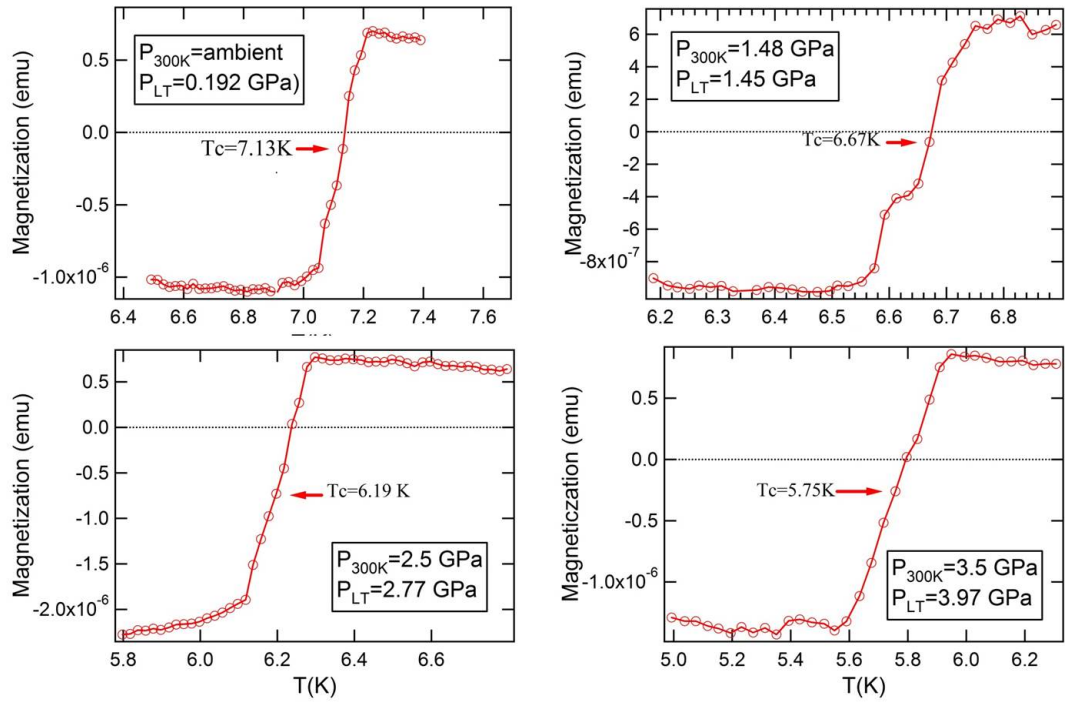 Magnetization (emu)
0.5
0.0
-0.5
-1.0x10-6
P300K=ambient
PLT=0.192 GPa)
Tc=7.13K
6.4 6.6 6.8 7.0 7.2 7.4 7.6
Magnetization (emu)
6
4
2
0
-2
-4
-6
-8x10-7
P300K=1.48 GPa
PLT=1.45 GPa
Tc=6.67K
6.2 6.3 6.4 6.5 6.6 6.7 6.8
Magnetization (emu)
0.5
0.0
-0.5
-1.0
-1.5
-2.0x10-6
Tc=6.19 K
P300K=2.5 GPa
PLT=2.77 GPa
5.8 6.0 6.2 6.4 6.6
T(K)
Magneticzation (emu)
0.5
0.0
-0.5
-1.0x10-6
Tc=5.75K
P300K=3.5 GPa
PLT=3.97 GPa
5.0 5.2 5.4 5.6 5.8 6.0 6.2
T(K)